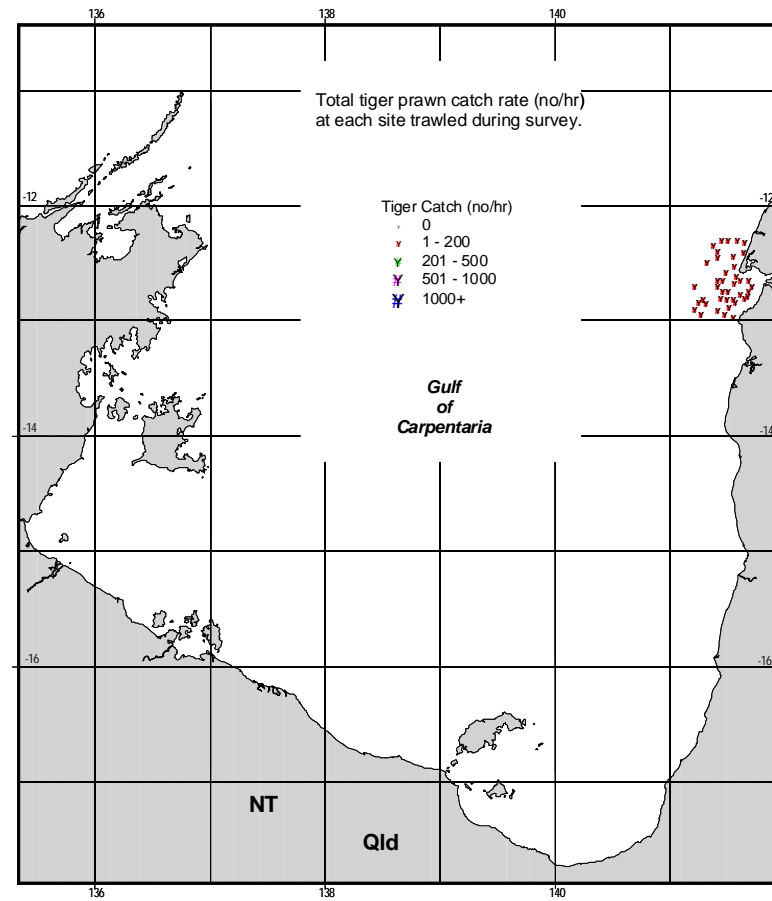 136
138
140
Total tiger prawn catch rate (no/hr)
at each site trawled during survey.
-12
-12
Tiger Catch (no/hr)
0
1 - 200
201 - 500
501 - 1000
1000+
Gulf
of
Carpentaria
-14
-14
-16
-16
NT
Qld
136
138
140